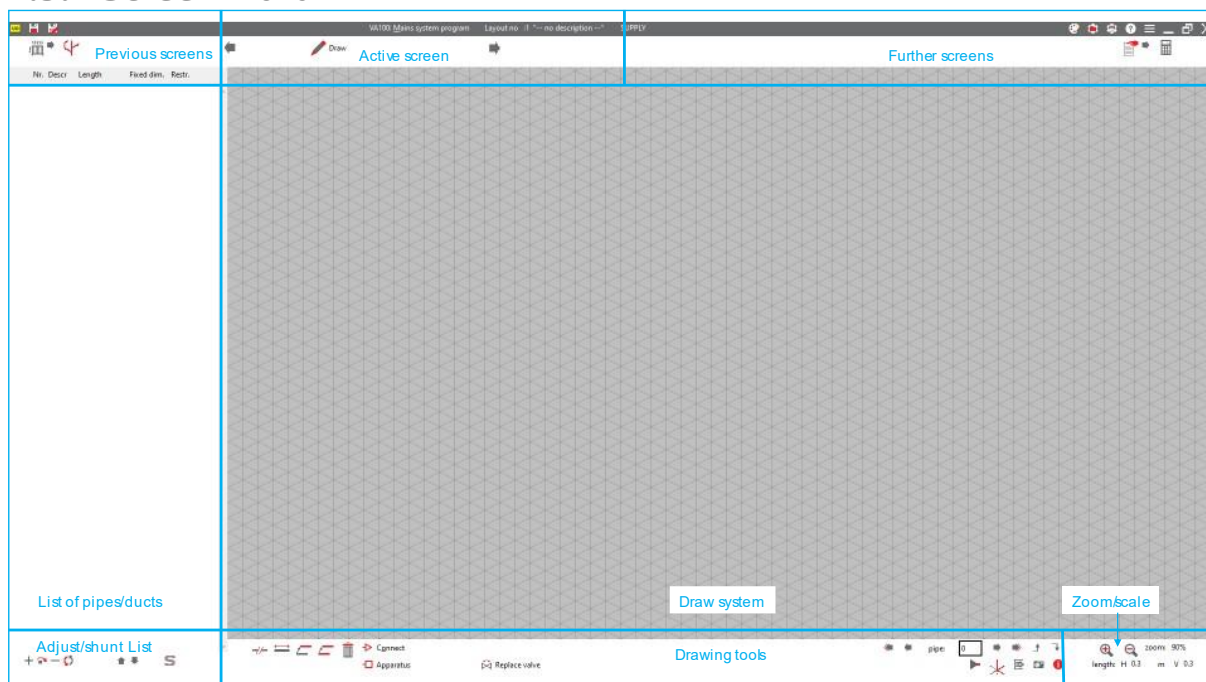 VA100: Mains system program Layout no :1 "-- no description --" SUPPLY
Previous screens
Draw
Active screen
Further screens
Nr. Descr Length Fixed dim. Restr.
List of pipes/ducts
Draw system
Zoom/scale
Adjust/shunt List
Connect
Apparatus
Replace valve
Drawing tools
pipe 0
zoom 90%
length: H 0.3 m V 0.3